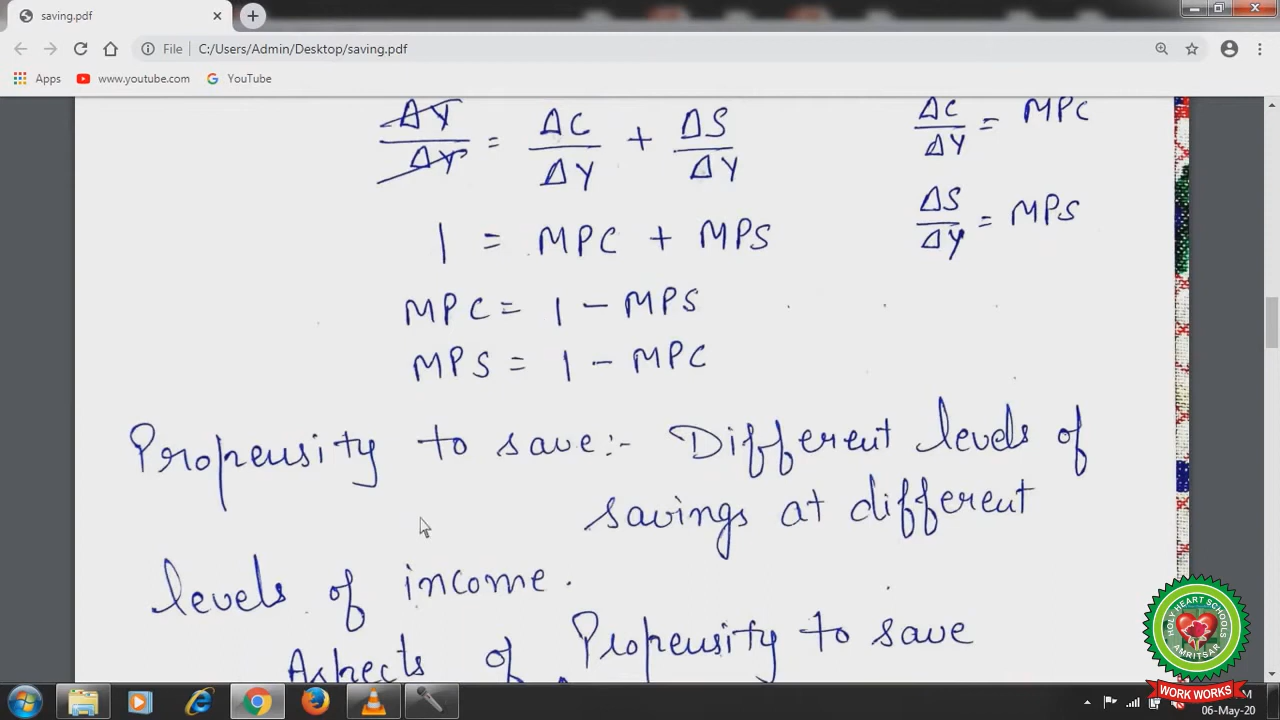 saving.pdf
File C:/Users/Admin/Desktop/saving.pdf
Apps www.youtube.com YouTube
ΔY/ΔY = ΔC/ΔY + ΔS/ΔY
ΔC/ΔY = MPC
1 = MPC + MPS
ΔS/ΔY = MPS
MPC = 1 - MPS
MPS = 1 - MPC
Propensity to save:- Different levels of
savings at different
levels of income.
Aspects of Propensity to save
HOLY HEART SCHOOLS
AMRITSAR
WORK WORKS
06-May-20